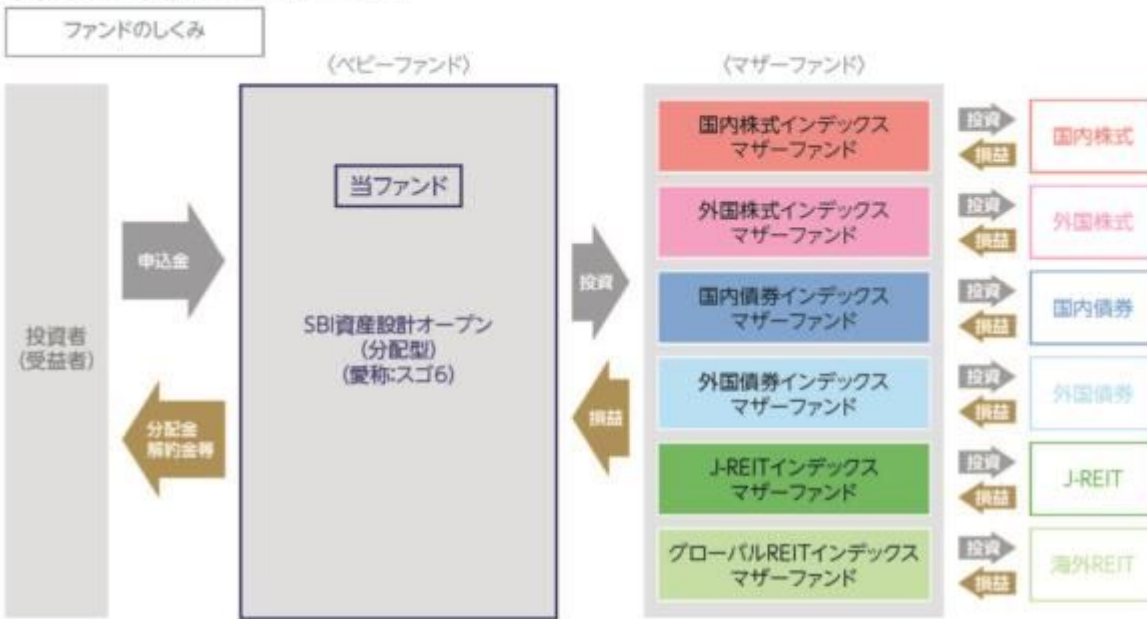 ファンドのしくみ
〈ベビーファンド〉
〈マザーファンド〉
投資者
(受益者)
申込金
分配金
解約金等
当ファンド
SBI資産設計オープン
(分配型)
(愛称:スゴ6)
投資
損益
国内株式インデックス
マザーファンド
投資
損益
国内株式
外国株式インデックス
マザーファンド
投資
損益
外国株式
国内債券インデックス
マザーファンド
投資
損益
国内債券
外国債券インデックス
マザーファンド
投資
損益
外国債券
J-REITインデックス
マザーファンド
投資
損益
J-REIT
グローバルREITインデックス
マザーファンド
投資
損益
海外REIT